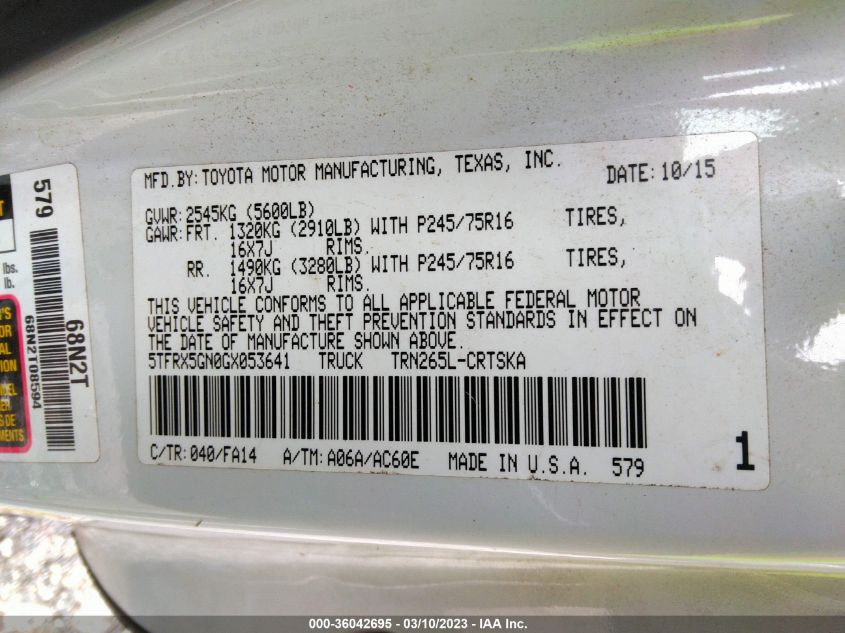 MFD.BY:TOYOTA MOTOR MANUFACTURING, TEXAS, INC. DATE:10/15
GVWR:2545KG (5600LB)
GAWR:FRT. 1320KG (2910LB) WITH P245/75R16 TIRES,
16X7J RIMS.
RR. 1490KG (3280LB) WITH P245/75R16 TIRES,
16X7J RIMS.
THIS VEHICLE CONFORMS TO ALL APPLICABLE FEDERAL MOTOR
VEHICLE SAFETY AND THEFT PREVENTION STANDARDS IN EFFECT ON
THE DATE OF MANUFACTURE SHOWN ABOVE.
5TFRX5GN0GX053641 TRUCK TRN265L-CRTSKA
C/TR:040/FA14 A/TM:A06A/AC60E MADE IN U.S.A. 579
1
579
68N2T
68N2T08594
lbs.
lb.
000-36042695 - 03/10/2023 - IAA Inc.